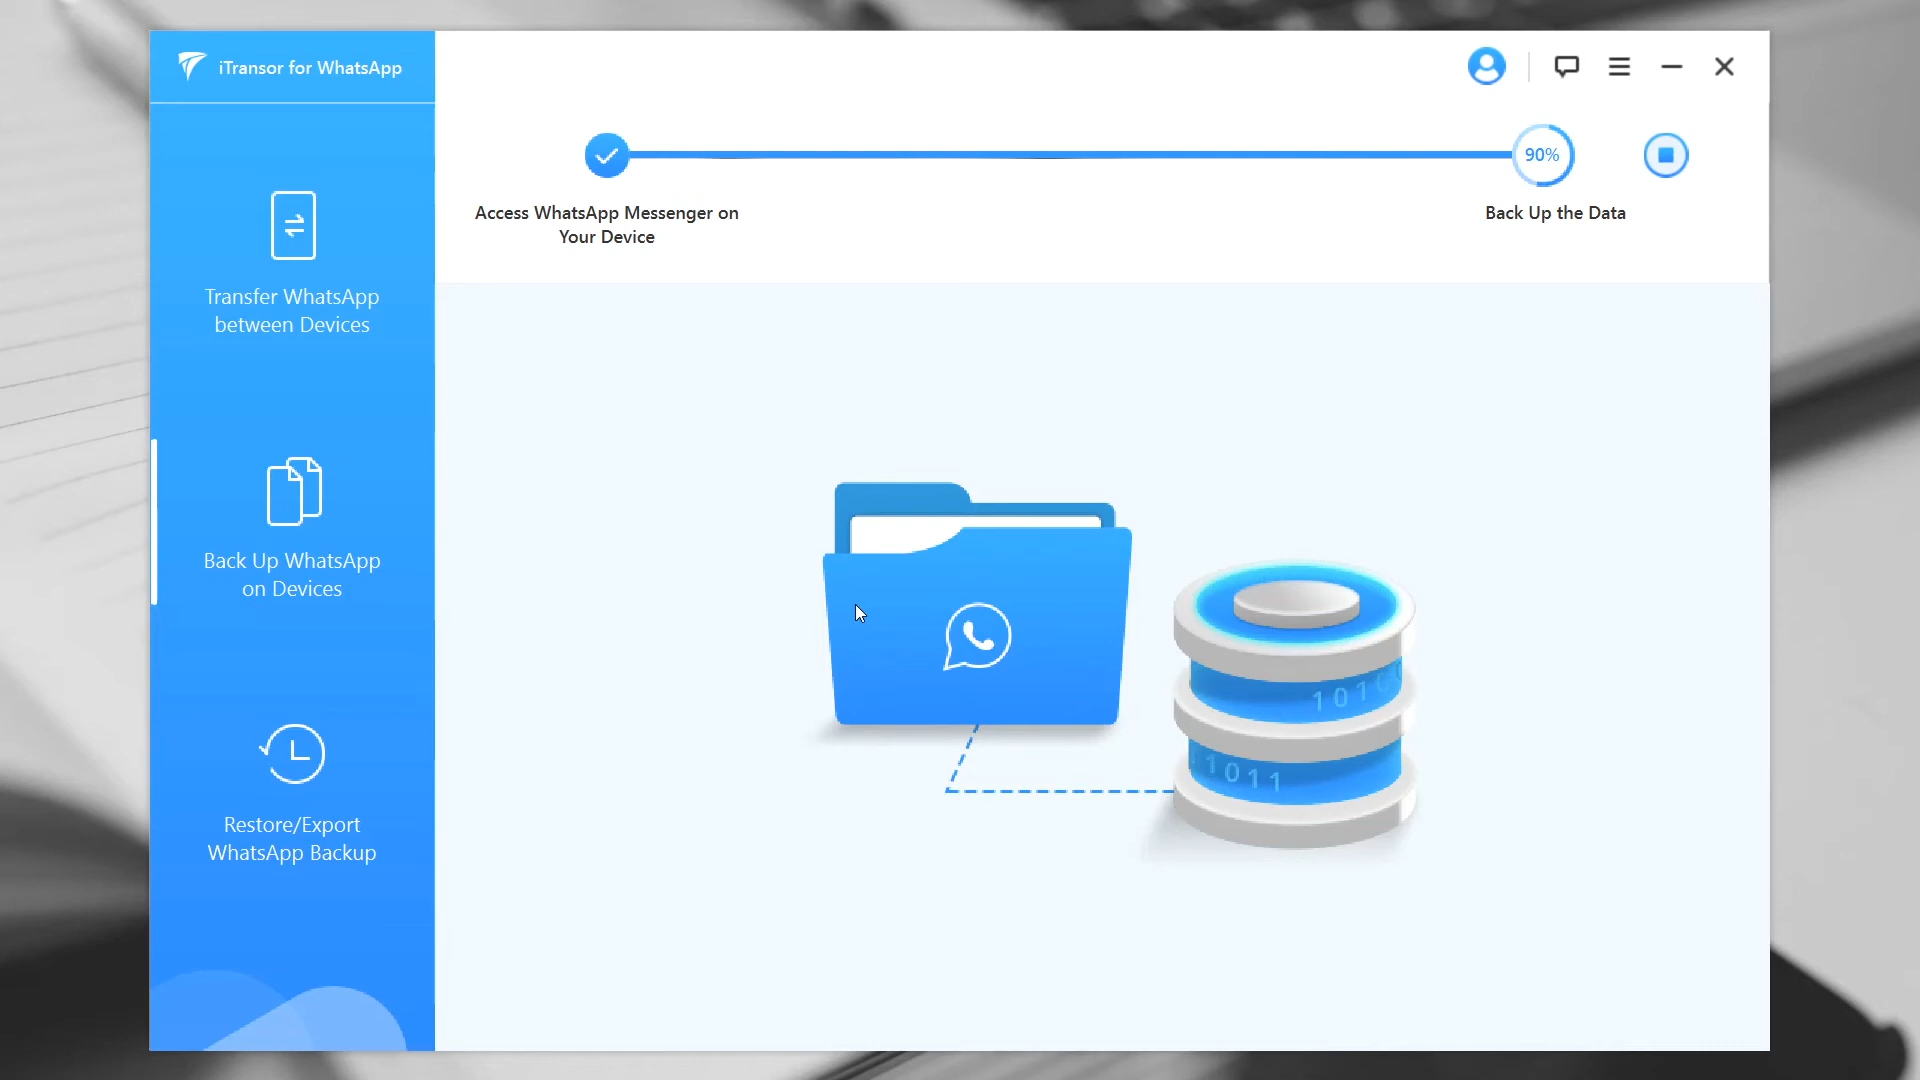 iTransor for WhatsApp
90%
Access WhatsApp Messenger on
Your Device
Back Up the Data
Transfer WhatsApp
between Devices
Back Up WhatsApp
on Devices
Restore/Export
WhatsApp Backup
101
11011